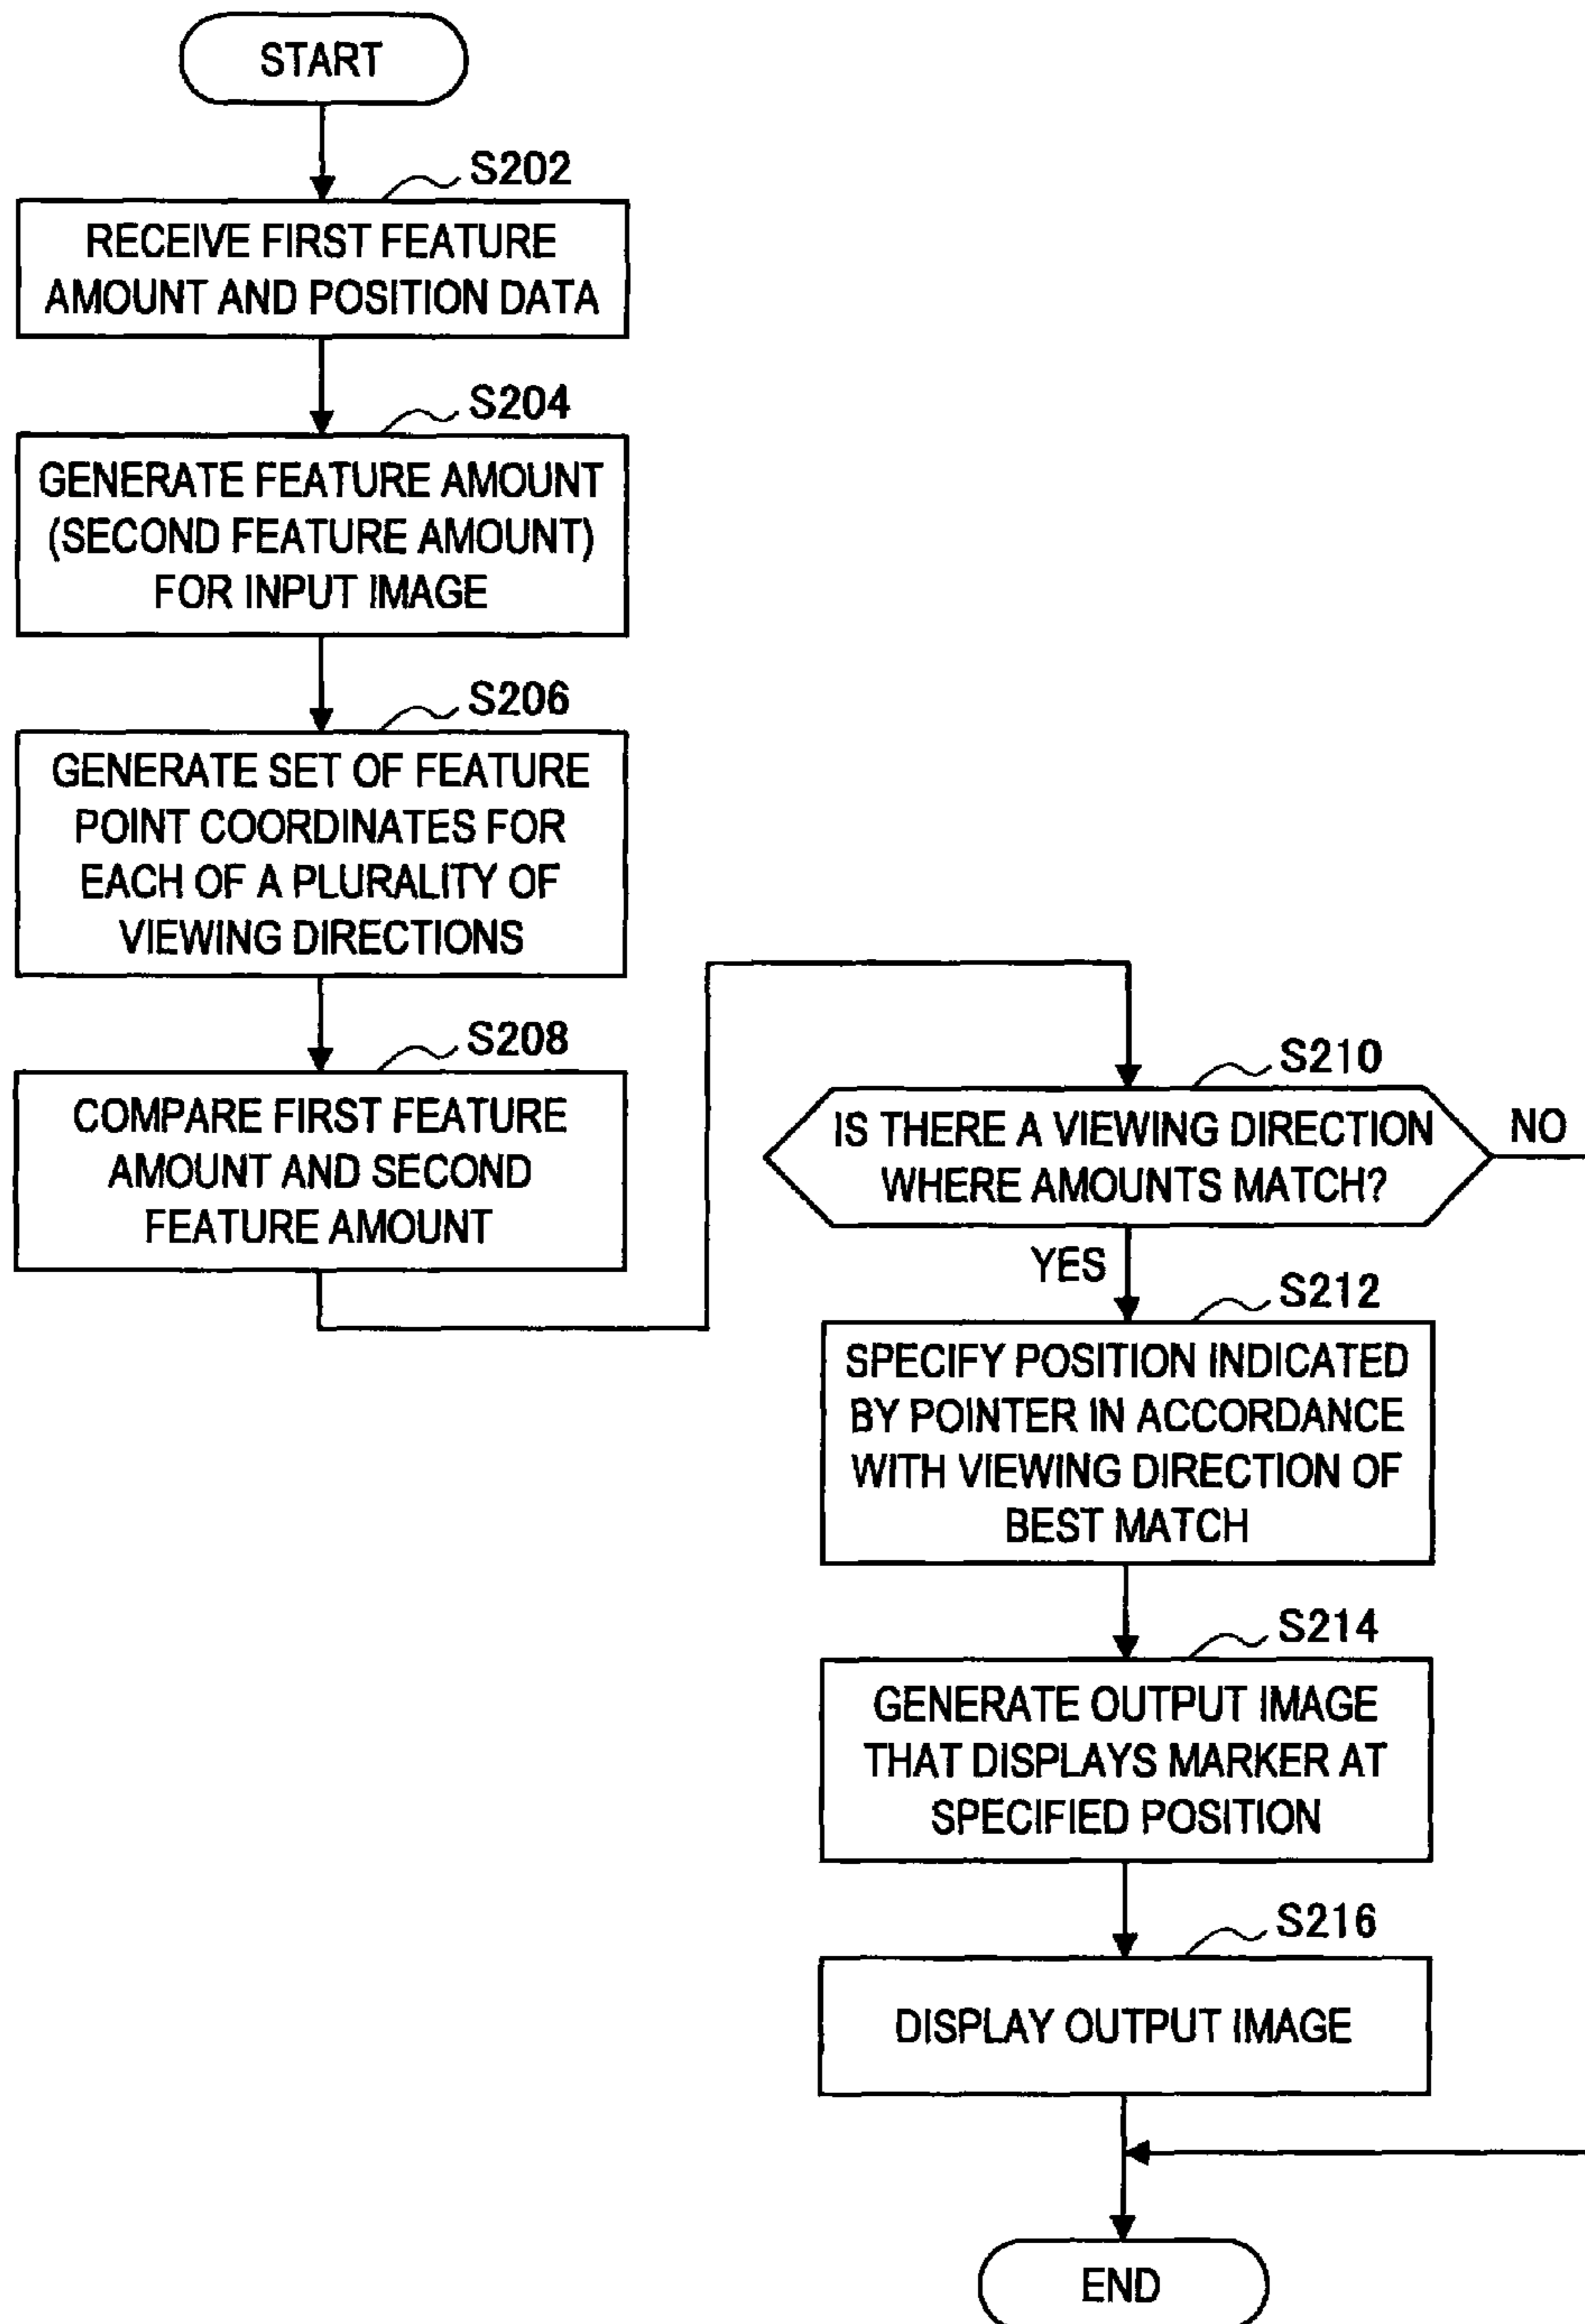 START
S202
RECEIVE FIRST FEATURE
AMOUNT AND POSITION DATA
S204
GENERATE FEATURE AMOUNT
(SECOND FEATURE AMOUNT)
FOR INPUT IMAGE
S206
GENERATE SET OF FEATURE
POINT COORDINATES FOR
EACH OF A PLURALITY OF
VIEWING DIRECTIONS
S208
COMPARE FIRST FEATURE
AMOUNT AND SECOND
FEATURE AMOUNT
S210
IS THERE A VIEWING DIRECTION
WHERE AMOUNTS MATCH?
NO
YES
S212
SPECIFY POSITION INDICATED
BY POINTER IN ACCORDANCE
WITH VIEWING DIRECTION OF
BEST MATCH
S214
GENERATE OUTPUT IMAGE
THAT DISPLAYS MARKER AT
SPECIFIED POSITION
S216
DISPLAY OUTPUT IMAGE
END